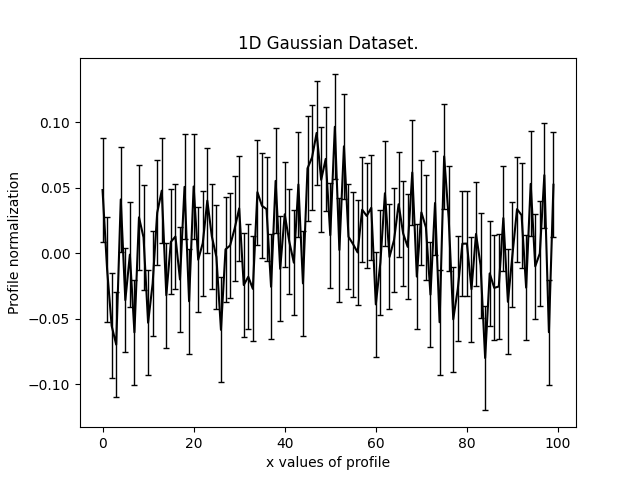 1D Gaussian Dataset.
Profile normalization
0.10
0.05
0.00
−0.05
−0.10
0 20 40 60 80 100
x values of profile